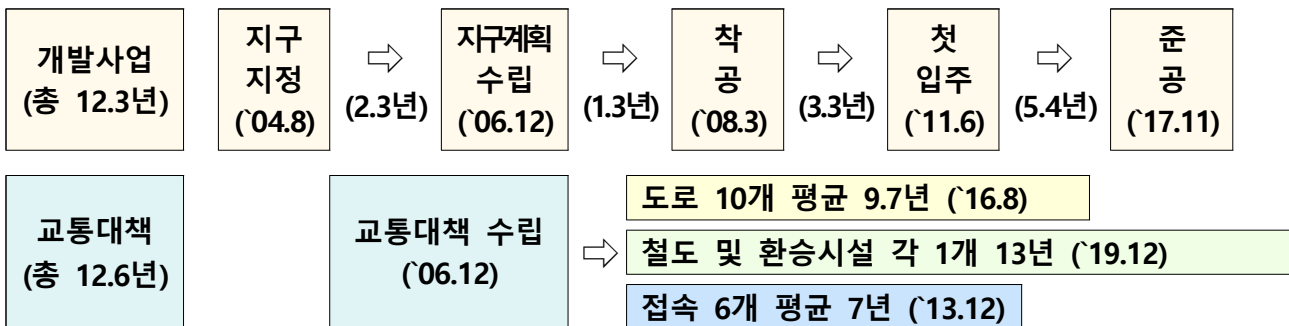 개발사업
(총 12.3년)
지구
지정
(`04.8)
(2.3년)
지구계획
수립
(`06.12)
(1.3년)
착
공
(`08.3)
(3.3년)
첫
입주
(`11.6)
(5.4년)
준
공
(`17.11)
교통대책
(총 12.6년)
교통대책 수립
(`06.12)
도로 10개 평균 9.7년 (`16.8)
철도 및 환승시설 각 1개 13년 (`19.12)
접속 6개 평균 7년 (`13.12)